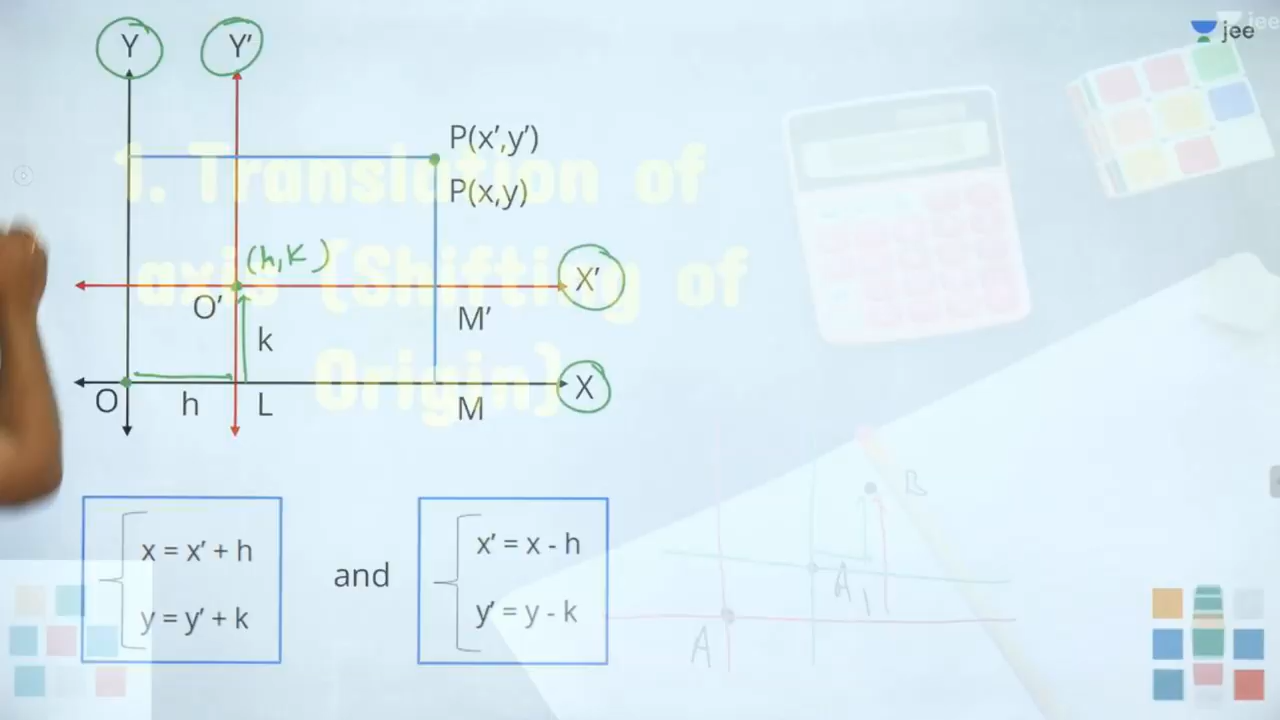 Y
Y'
jee
P(x',y')
P(x,y)
1. Translation of
axis (Shifting of
Origin)
(h,K)
X'
O'
M'
k
X
O
h
L
M
x = x' + h
y = y' + k
and
x' = x - h
y' = y - k
B
A1
A